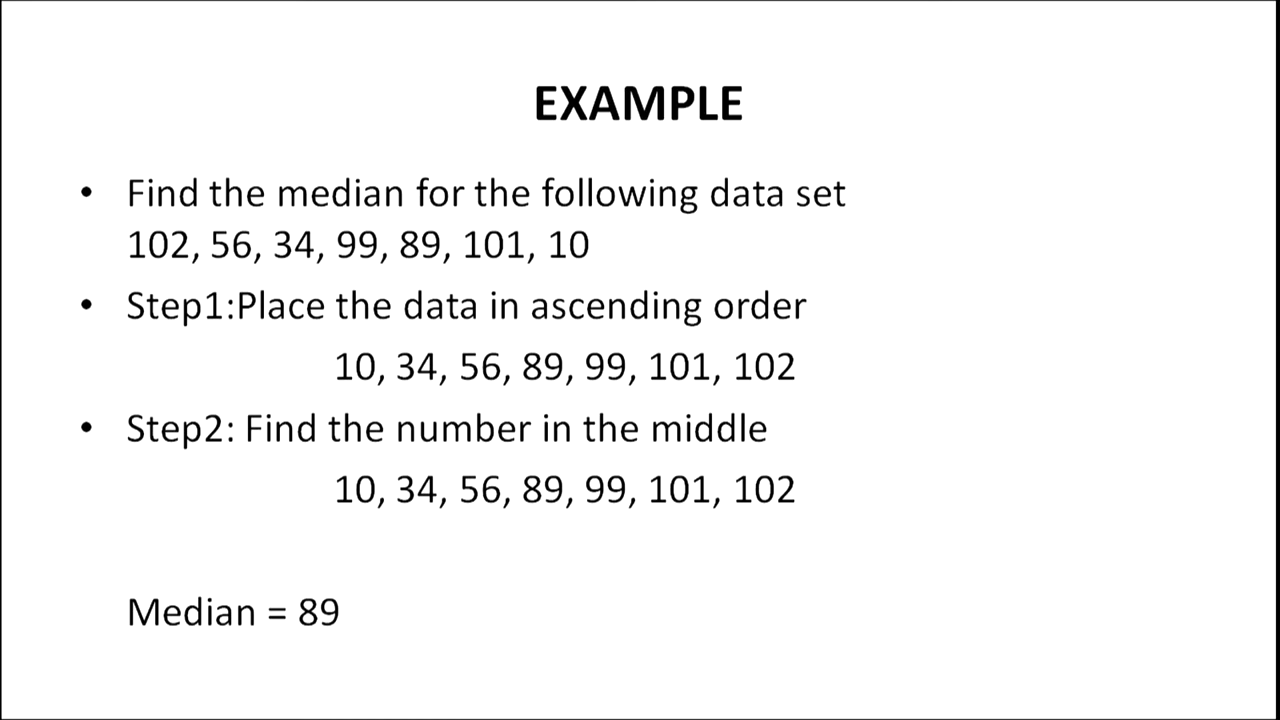 EXAMPLE
• Find the median for the following data set
102, 56, 34, 99, 89, 101, 10
• Step1:Place the data in ascending order
10, 34, 56, 89, 99, 101, 102
• Step2: Find the number in the middle
10, 34, 56, 89, 99, 101, 102
Median = 89